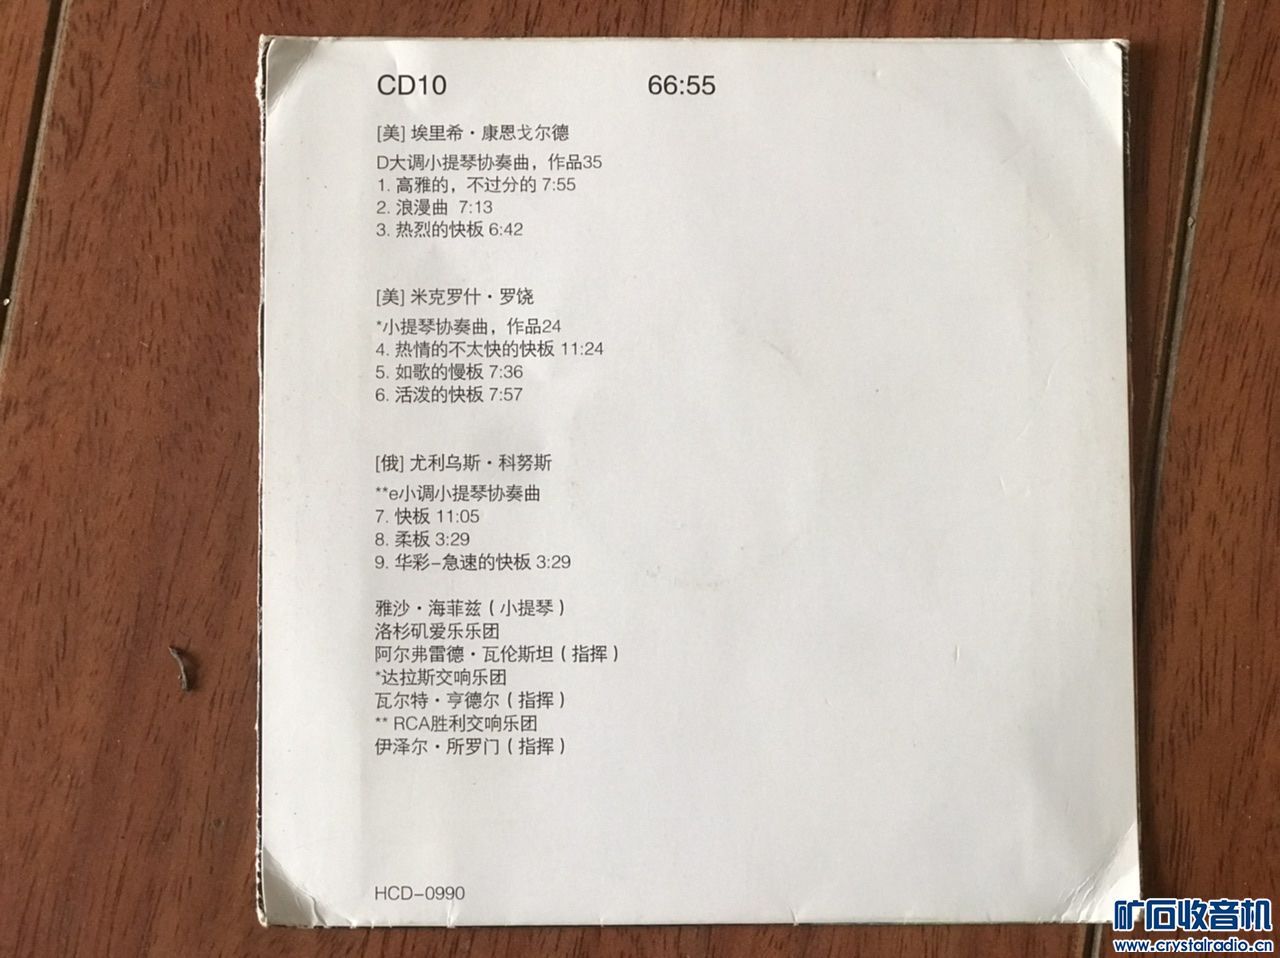 CD10 66:55
[美] 埃里希·康恩戈尔德
D大调小提琴协奏曲，作品35
1. 高雅的，不过分的 7:55
2. 浪漫曲 7:13
3. 热烈的快板 6:42
[美] 米克罗什·罗饶
*小提琴协奏曲，作品24
4. 热情的不太快的快板 11:24
5. 如歌的慢板 7:36
6. 活泼的快板 7:57
[俄] 尤利乌斯·科努斯
**e小调小提琴协奏曲
7. 快板 11:05
8. 柔板 3:29
9. 华彩-急速的快板 3:29
雅沙·海菲兹（小提琴）
洛杉矶爱乐乐团
阿尔弗雷德·瓦伦斯坦（指挥）
*达拉斯交响乐团
瓦尔特·亨德尔（指挥）
** RCA胜利交响乐团
伊泽尔·所罗门（指挥）
HCD-0990
矿石收音机
www.crystalradio.cn